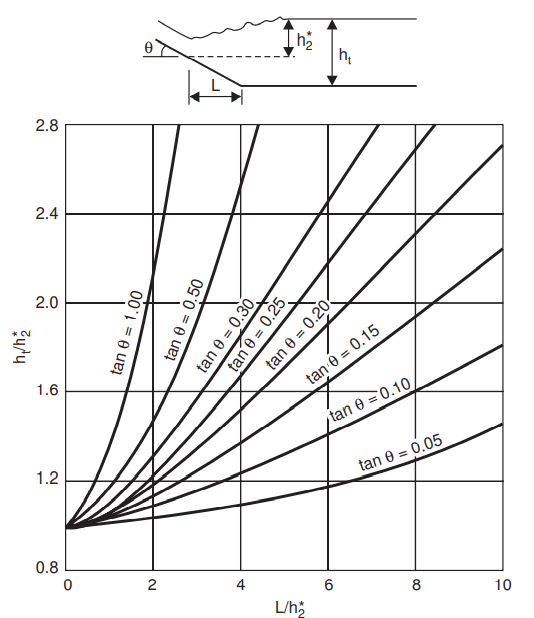 θ
h₂*
hₜ
L
2.8
2.4
2.0
1.6
1.2
0.8
hₜ/h₂*
tan θ = 1.00
tan θ = 0.50
tan θ = 0.30
tan θ = 0.25
tan θ = 0.20
tan θ = 0.15
tan θ = 0.10
tan θ = 0.05
0 2 4 6 8 10
L/h₂*